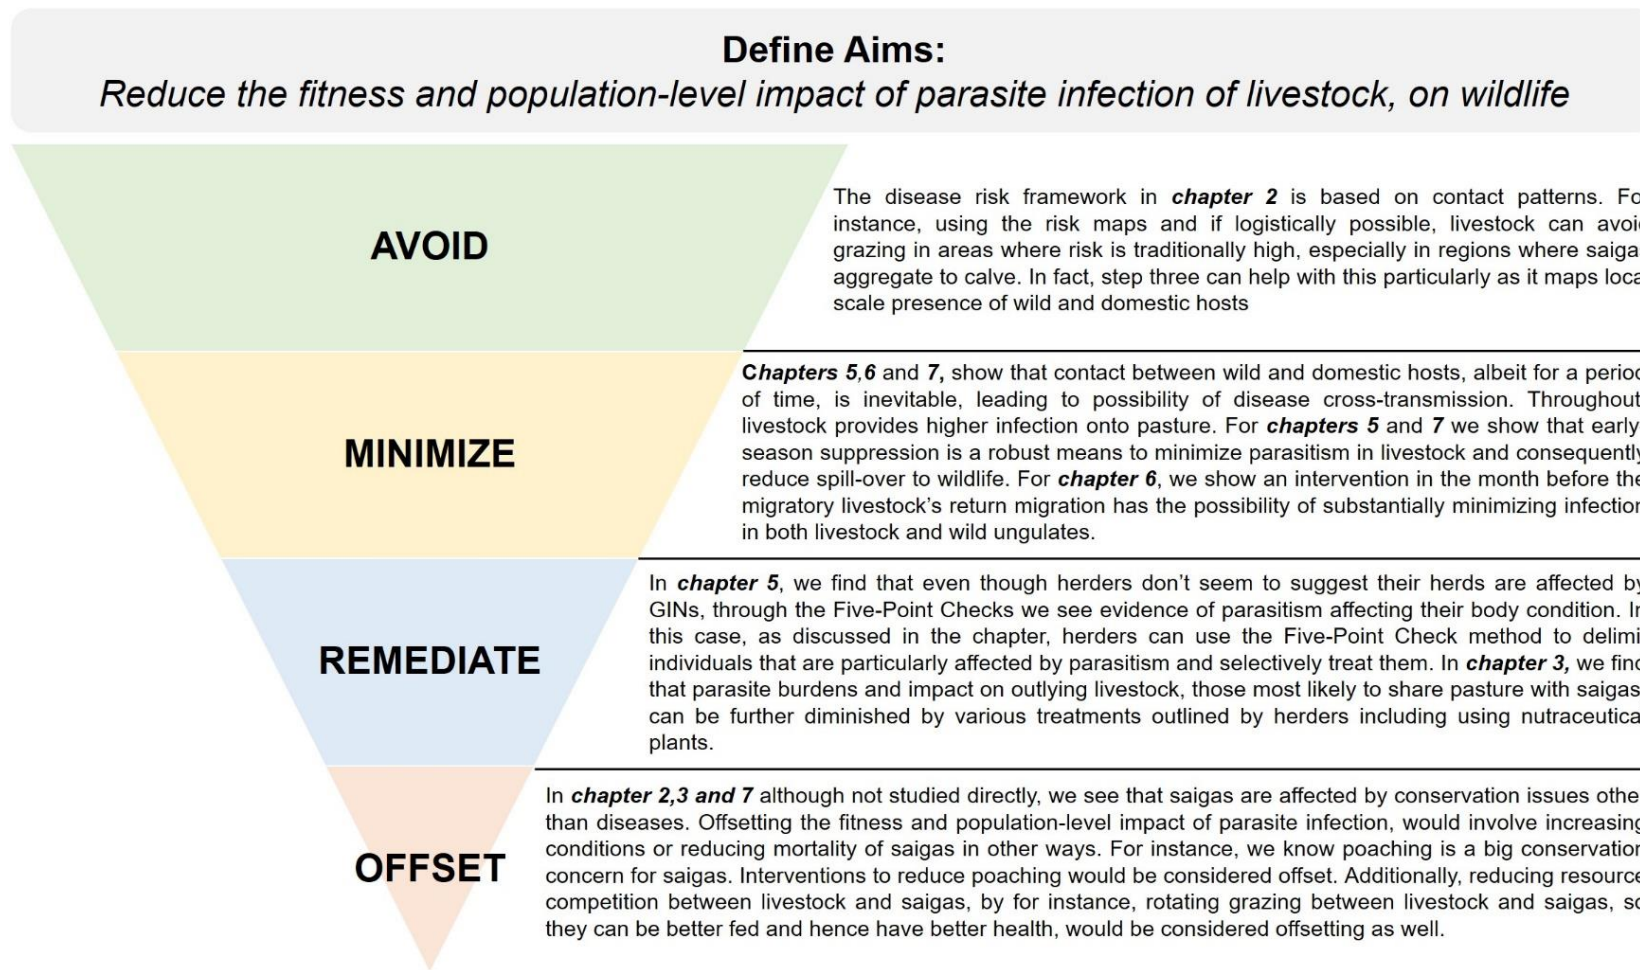 Define Aims:
Reduce the fitness and population-level impact of parasite infection of livestock, on wildlife
AVOID
The disease risk framework in chapter 2 is based on contact patterns. Fo
instance, using the risk maps and if logistically possible, livestock can avoid
grazing in areas where risk is traditionally high, especially in regions where saiga
aggregate to calve. In fact, step three can help with this particularly as it maps loca
scale presence of wild and domestic hosts
MINIMIZE
Chapters 5,6 and 7, show that contact between wild and domestic hosts, albeit for a period
of time, is inevitable, leading to possibility of disease cross-transmission. Throughout
livestock provides higher infection onto pasture. For chapters 5 and 7 we show that early
season suppression is a robust means to minimize parasitism in livestock and consequently
reduce spill-over to wildlife. For chapter 6, we show an intervention in the month before the
migratory livestock's return migration has the possibility of substantially minimizing infection
in both livestock and wild ungulates.
REMEDIATE
In chapter 5, we find that even though herders don't seem to suggest their herds are affected by
GINs, through the Five-Point Checks we see evidence of parasitism affecting their body condition. In
this case, as discussed in the chapter, herders can use the Five-Point Check method to delimi
individuals that are particularly affected by parasitism and selectively treat them. In chapter 3, we find
that parasite burdens and impact on outlying livestock, those most likely to share pasture with saigas
can be further diminished by various treatments outlined by herders including using nutraceutica
plants.
OFFSET
In chapter 2,3 and 7 although not studied directly, we see that saigas are affected by conservation issues othe
than diseases. Offsetting the fitness and population-level impact of parasite infection, would involve increasing
conditions or reducing mortality of saigas in other ways. For instance, we know poaching is a big conservation
concern for saigas. Interventions to reduce poaching would be considered offset. Additionally, reducing resource
competition between livestock and saigas, by for instance, rotating grazing between livestock and saigas, so
they can be better fed and hence have better health, would be considered offsetting as well.